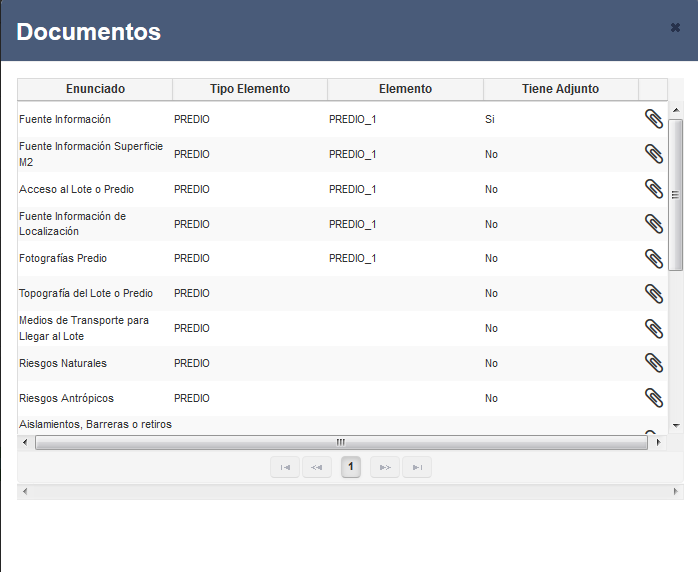 Documentos
Enunciado Tipo Elemento Elemento Tiene Adjunto
Fuente Información PREDIO PREDIO_1 Si
Fuente Información Superficie
M2 PREDIO PREDIO_1 No
Acceso al Lote o Predio PREDIO PREDIO_1 No
Fuente Información de
Localización PREDIO PREDIO_1 No
Fotografías Predio PREDIO PREDIO_1 No
Topografía del Lote o Predio PREDIO No
Medios de Transporte para
Llegar al Lote PREDIO No
Riesgos Naturales PREDIO No
Riesgos Antrópicos PREDIO No
Aislamientos, Barreras o retiros
1